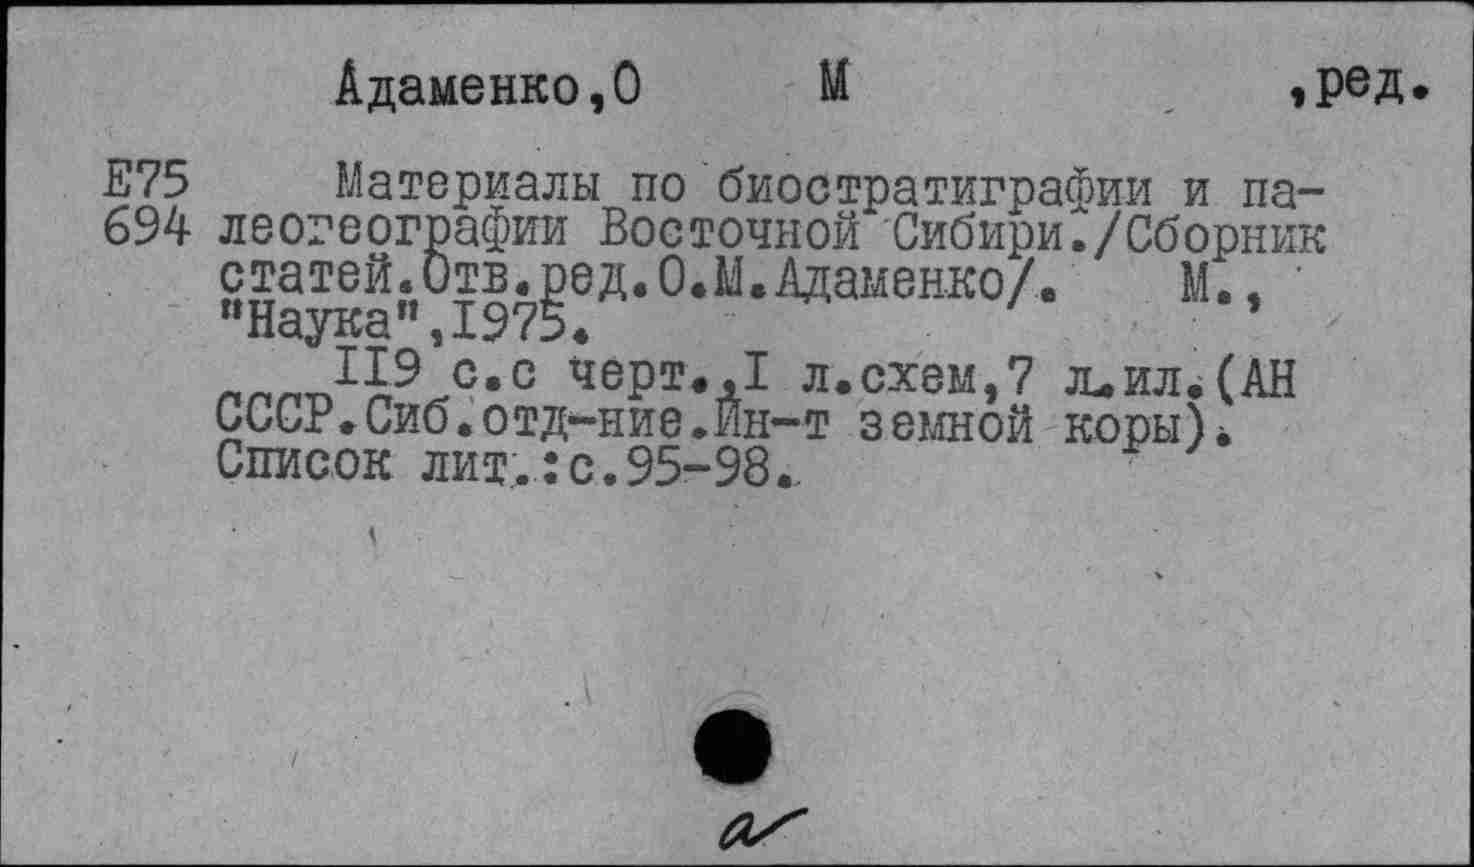 Адаменко,О М ,ред.
Е75 Материалы по биостратиграфии и па-
694 леогеографии Восточной Сибири./Сборник
статей.Отв.ред.О.М.Адаменко/. М.,
"Наука",1975.
119 с.с черт.,1 л.схем,7 л.ил.(АН
СССР.Сиб.отд-ние.Ин-т земной коры).
Список лит.:с.95-98.